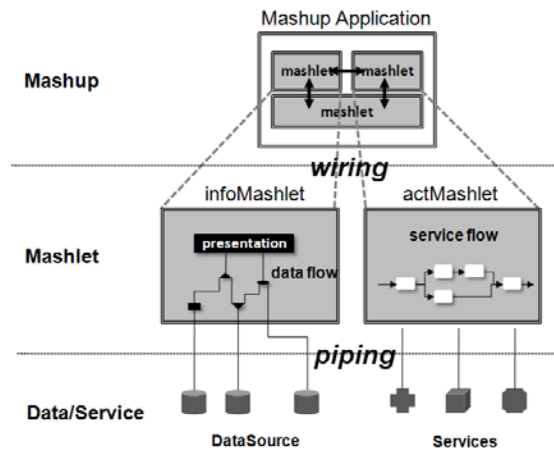 Mashup Application
Mashup
mashlet
mashlet
mashlet
wiring
infoMashlet
actMashlet
Mashlet
presentation
data flow
service flow
piping
Data/Service
DataSource
Services